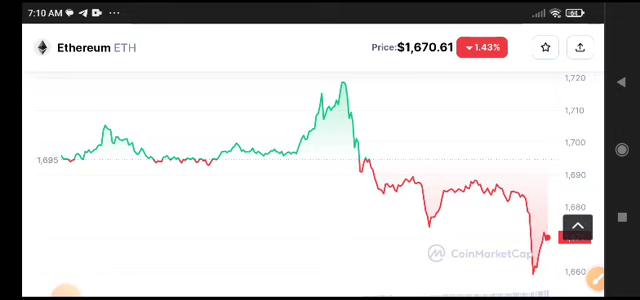 7:10 AM
61
Ethereum ETH
Price:$1,670.61 ▾ 1.43%
1,720
1,710
1,700
1,695
1,690
1,680
CoinMarketCap
1,660